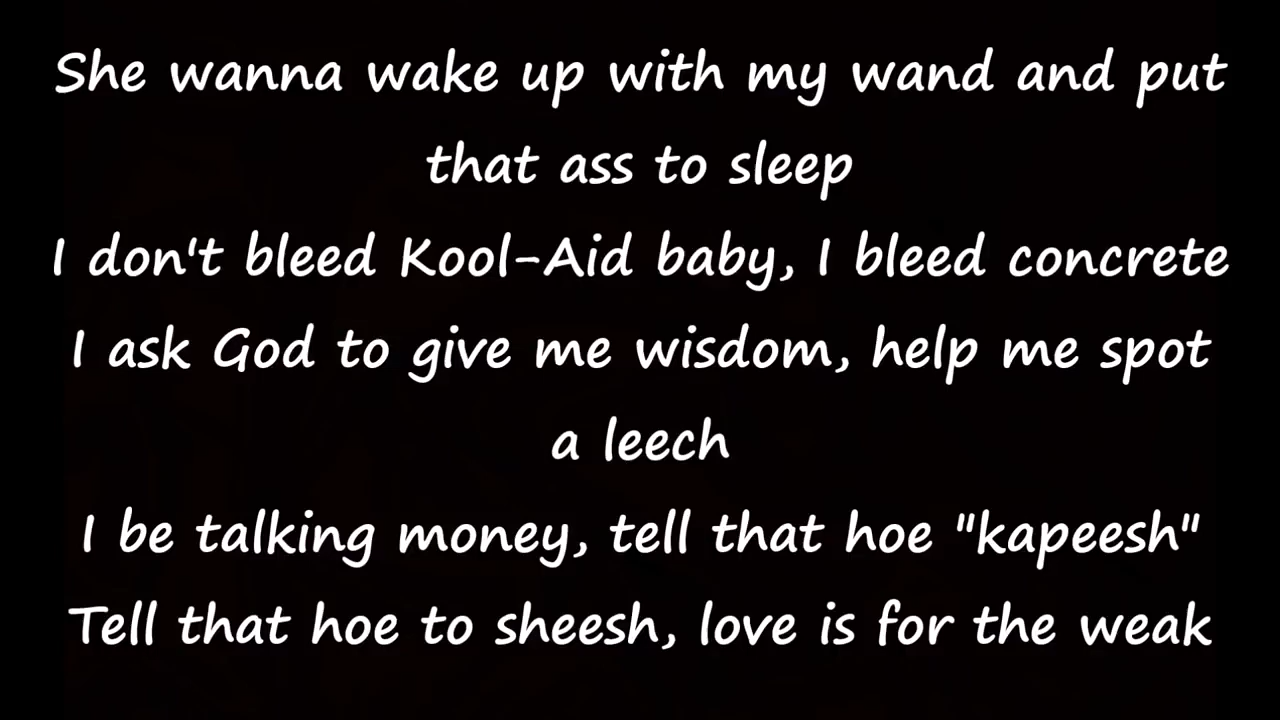 She wanna wake up with my wand and put
that ass to sleep
I don't bleed Kool-Aid baby, I bleed concrete
I ask God to give me wisdom, help me spot
a leech
I be talking money, tell that hoe "kapeesh"
Tell that hoe to sheesh, love is for the weak